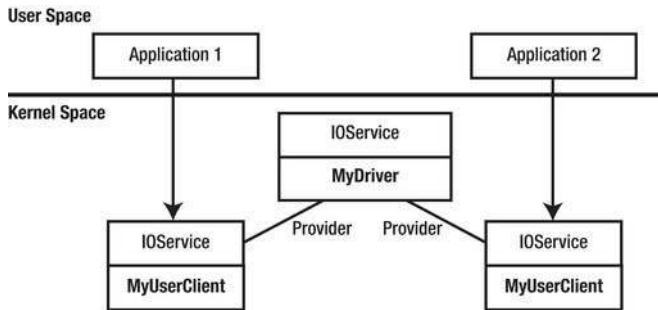 User Space
Application 1
Application 2
Kernel Space
IOService
MyDriver
Provider
Provider
IOService
MyUserClient
IOService
MyUserClient